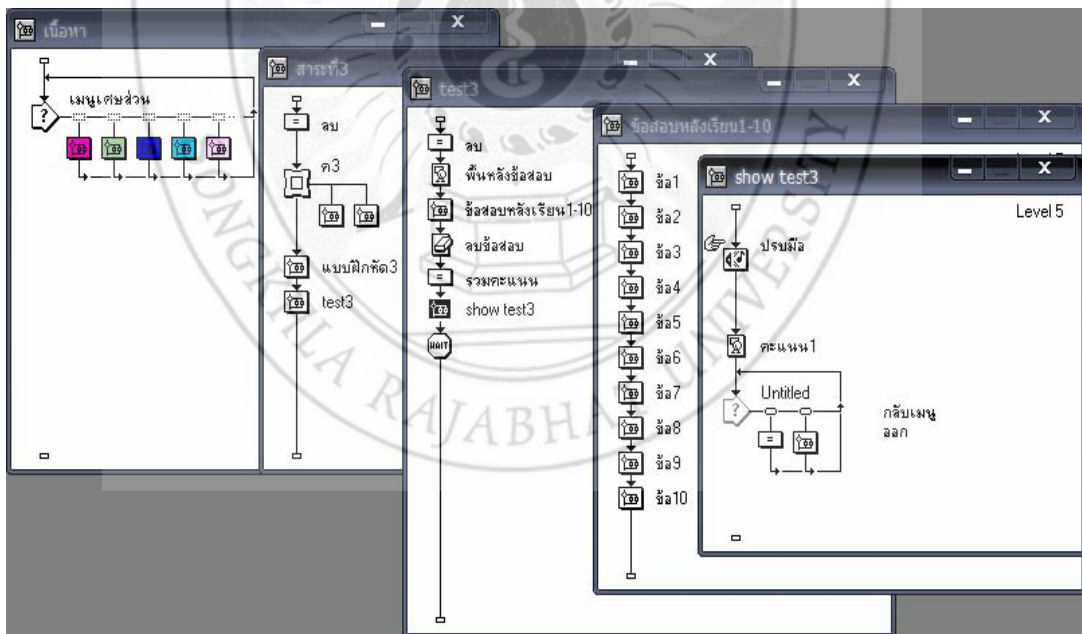 เนื้อหา
เมนูเศษส่วน
?
สาระที่3
=
ลบ
ค3
แบบฝึกหัด3
test3
test3
=
ลบ
พื้นหลังข้อสอบ
ข้อสอบหลังเรียน1-10
ลบข้อสอบ
=
รวมคะแนน
show test3
WAIT
ข้อสอบหลังเรียน1-10
ข้อ1
ข้อ2
ข้อ3
ข้อ4
ข้อ5
ข้อ6
ข้อ7
ข้อ8
ข้อ9
ข้อ10
show test3
Level 5
ปรบมือ
คะแนน1
Untitled
?
=
กลับเมนู
ออก
SONGKHLA RAJABHAT UNIVERSITY